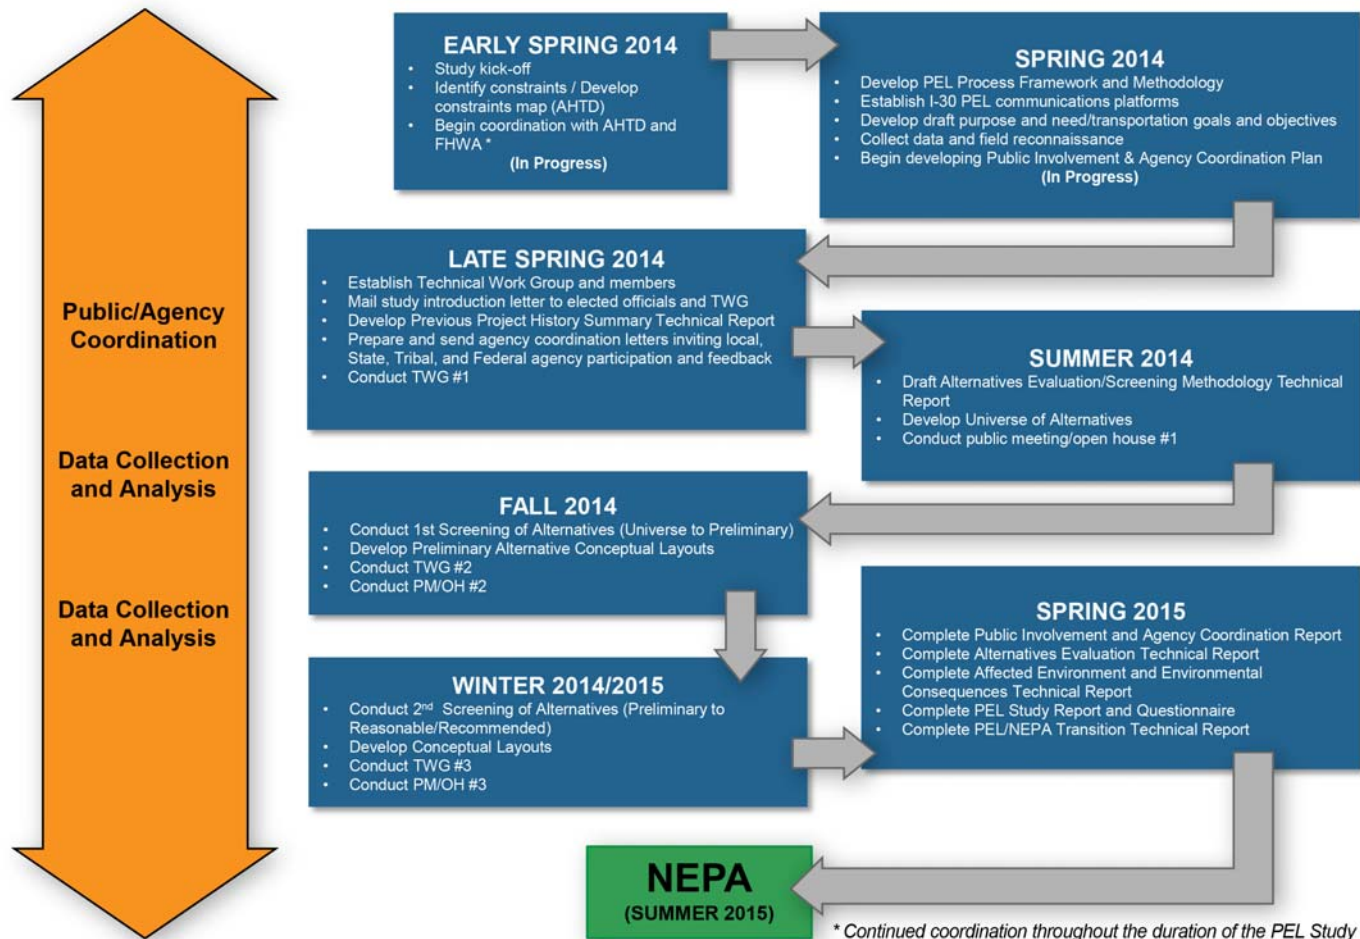 Public/Agency
Coordination
Data Collection
and Analysis
Data Collection
and Analysis
EARLY SPRING 2014
• Study kick-off
• Identify constraints / Develop
constraints map (AHTD)
• Begin coordination with AHTD and
FHWA *
(In Progress)
SPRING 2014
• Develop PEL Process Framework and Methodology
• Establish I-30 PEL communications platforms
• Develop draft purpose and need/transportation goals and objectives
• Collect data and field reconnaissance
• Begin developing Public Involvement & Agency Coordination Plan
(In Progress)
LATE SPRING 2014
• Establish Technical Work Group and members
• Mail study introduction letter to elected officials and TWG
• Develop Previous Project History Summary Technical Report
• Prepare and send agency coordination letters inviting local,
State, Tribal, and Federal agency participation and feedback
• Conduct TWG #1
SUMMER 2014
• Draft Alternatives Evaluation/Screening Methodology Technical
Report
• Develop Universe of Alternatives
• Conduct public meeting/open house #1
FALL 2014
• Conduct 1st Screening of Alternatives (Universe to Preliminary)
• Develop Preliminary Alternative Conceptual Layouts
• Conduct TWG #2
• Conduct PM/OH #2
WINTER 2014/2015
• Conduct 2nd Screening of Alternatives (Preliminary to
Reasonable/Recommended)
• Develop Conceptual Layouts
• Conduct TWG #3
• Conduct PM/OH #3
SPRING 2015
• Complete Public Involvement and Agency Coordination Report
• Complete Alternatives Evaluation Technical Report
• Complete Affected Environment and Environmental
Consequences Technical Report
• Complete PEL Study Report and Questionnaire
• Complete PEL/NEPA Transition Technical Report
NEPA
(SUMMER 2015)
* Continued coordination throughout the duration of the PEL Study